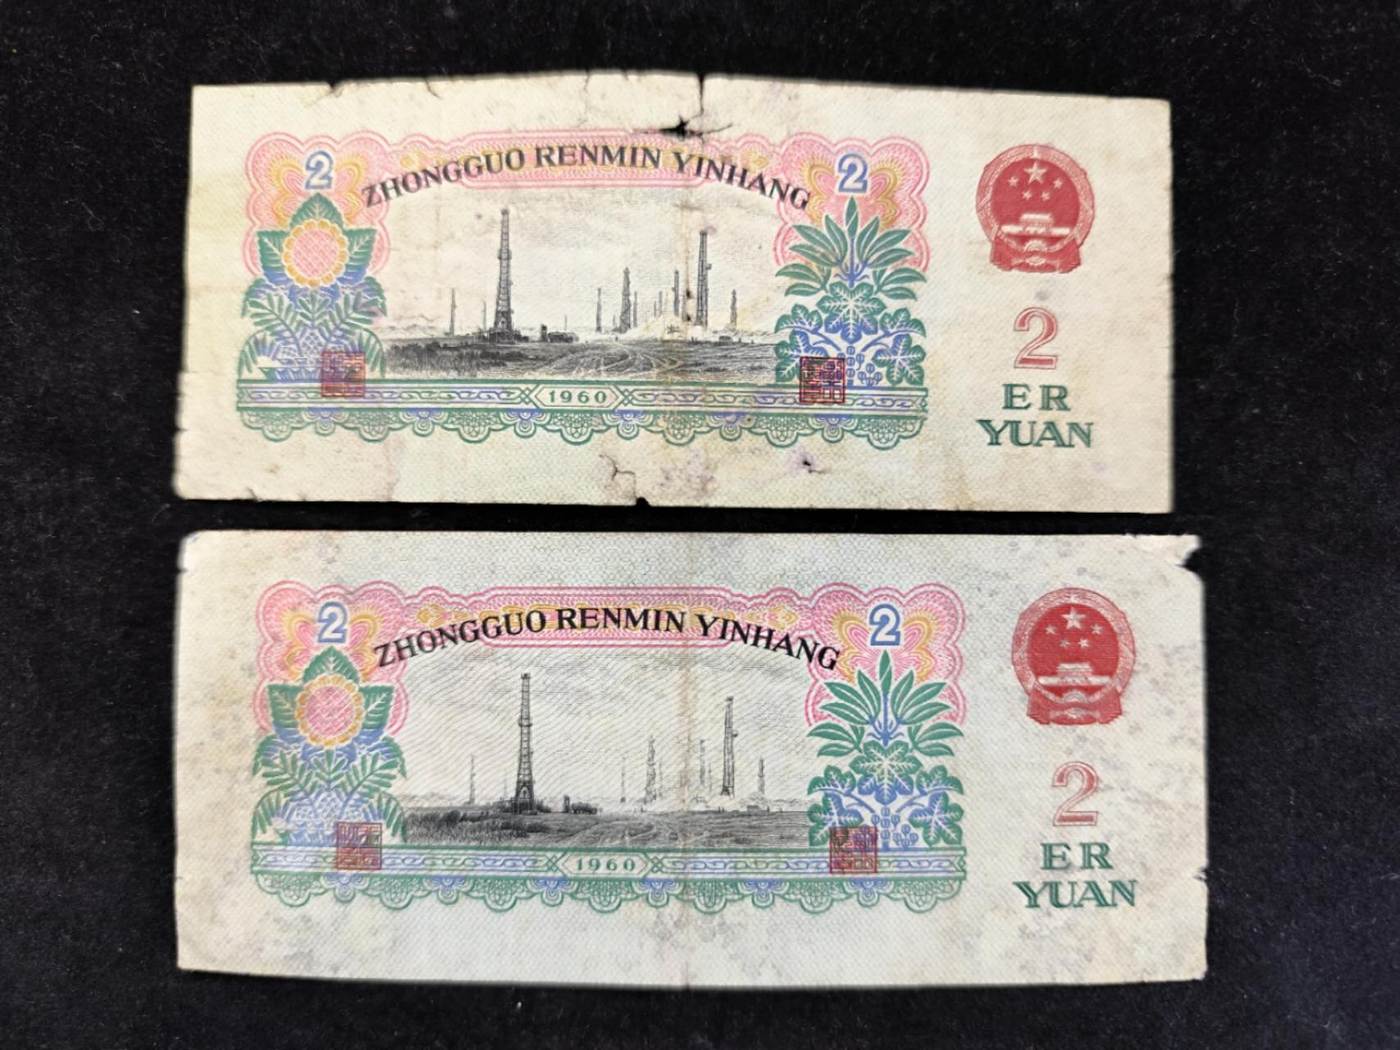 2 ZHONGGUO RENMIN YINHANG 2
2
ER
YUAN
1960
2 ZHONGGUO RENMIN YINHANG 2
2
ER
YUAN
1960